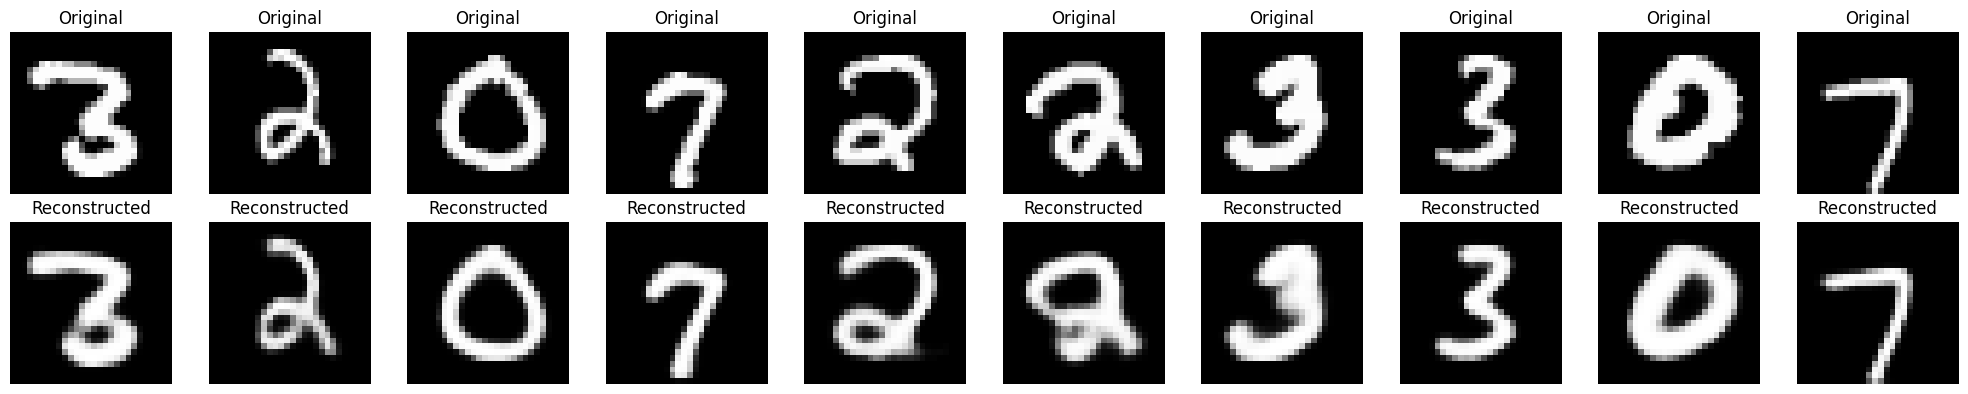 Original Original Original Original Original Original Original Original Original Original
3 2 0 7 2 2 3 3 0 7
Reconstructed Reconstructed Reconstructed Reconstructed Reconstructed Reconstructed Reconstructed Reconstructed Reconstructed Reconstructed
3 2 0 7 2 8 3 3 0 7